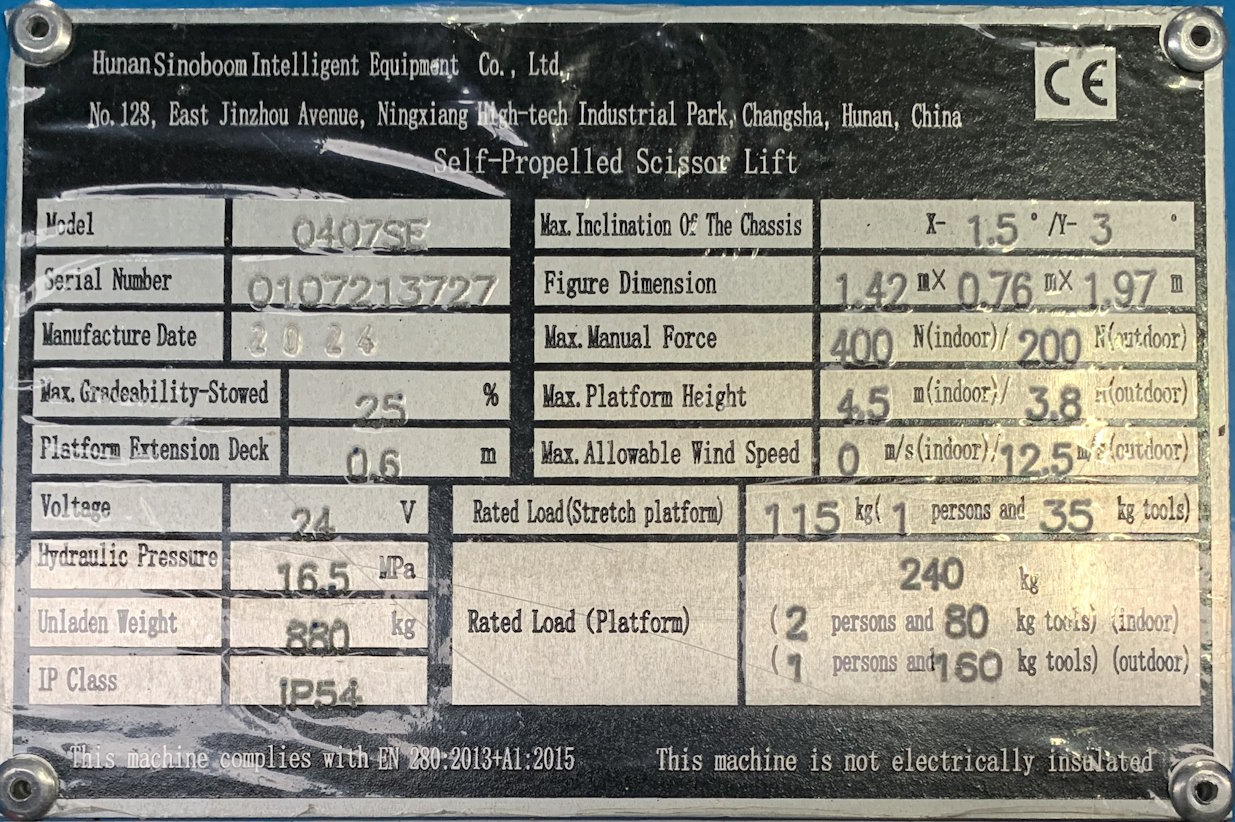 Hunan Sinoboom Intelligent Equipment Co., Ltd.
CE
No. 128, East Jinzhou Avenue, Ningxiang High-tech Industrial Park, Changsha, Hunan, China
Self-Propelled Scissor Lift
Model 0407SE
Max. Inclination Of The Chassis X- 1.5 ° /Y- 3 °
Serial Number 0107213727
Figure Dimension 1.42 mX 0.76 mX 1.97 m
Manufacture Date 2024
Max. Manual Force 400 N(indoor)/ 200 N(outdoor)
Max. Gradeability-Stowed 25 %
Max. Platform Height 4.5 m(indoor)/ 3.8 m(outdoor)
Platform Extension Deck 0.6 m
Max. Allowable Wind Speed 0 m/s(indoor)/12.5 m/s(outdoor)
Voltage 24 V
Rated Load(Stretch platform) 115 kg( 1 persons and 35 kg tools)
Hydraulic Pressure 16.5 MPa
Unladen Weight 880 kg
IP Class IP54
Rated Load (Platform) 240 kg
( 2 persons and 80 kg tools) (indoor)
( 1 persons and 160 kg tools) (outdoor)
This machine complies with EN 280:2013+A1:2015
This machine is not electrically insulated